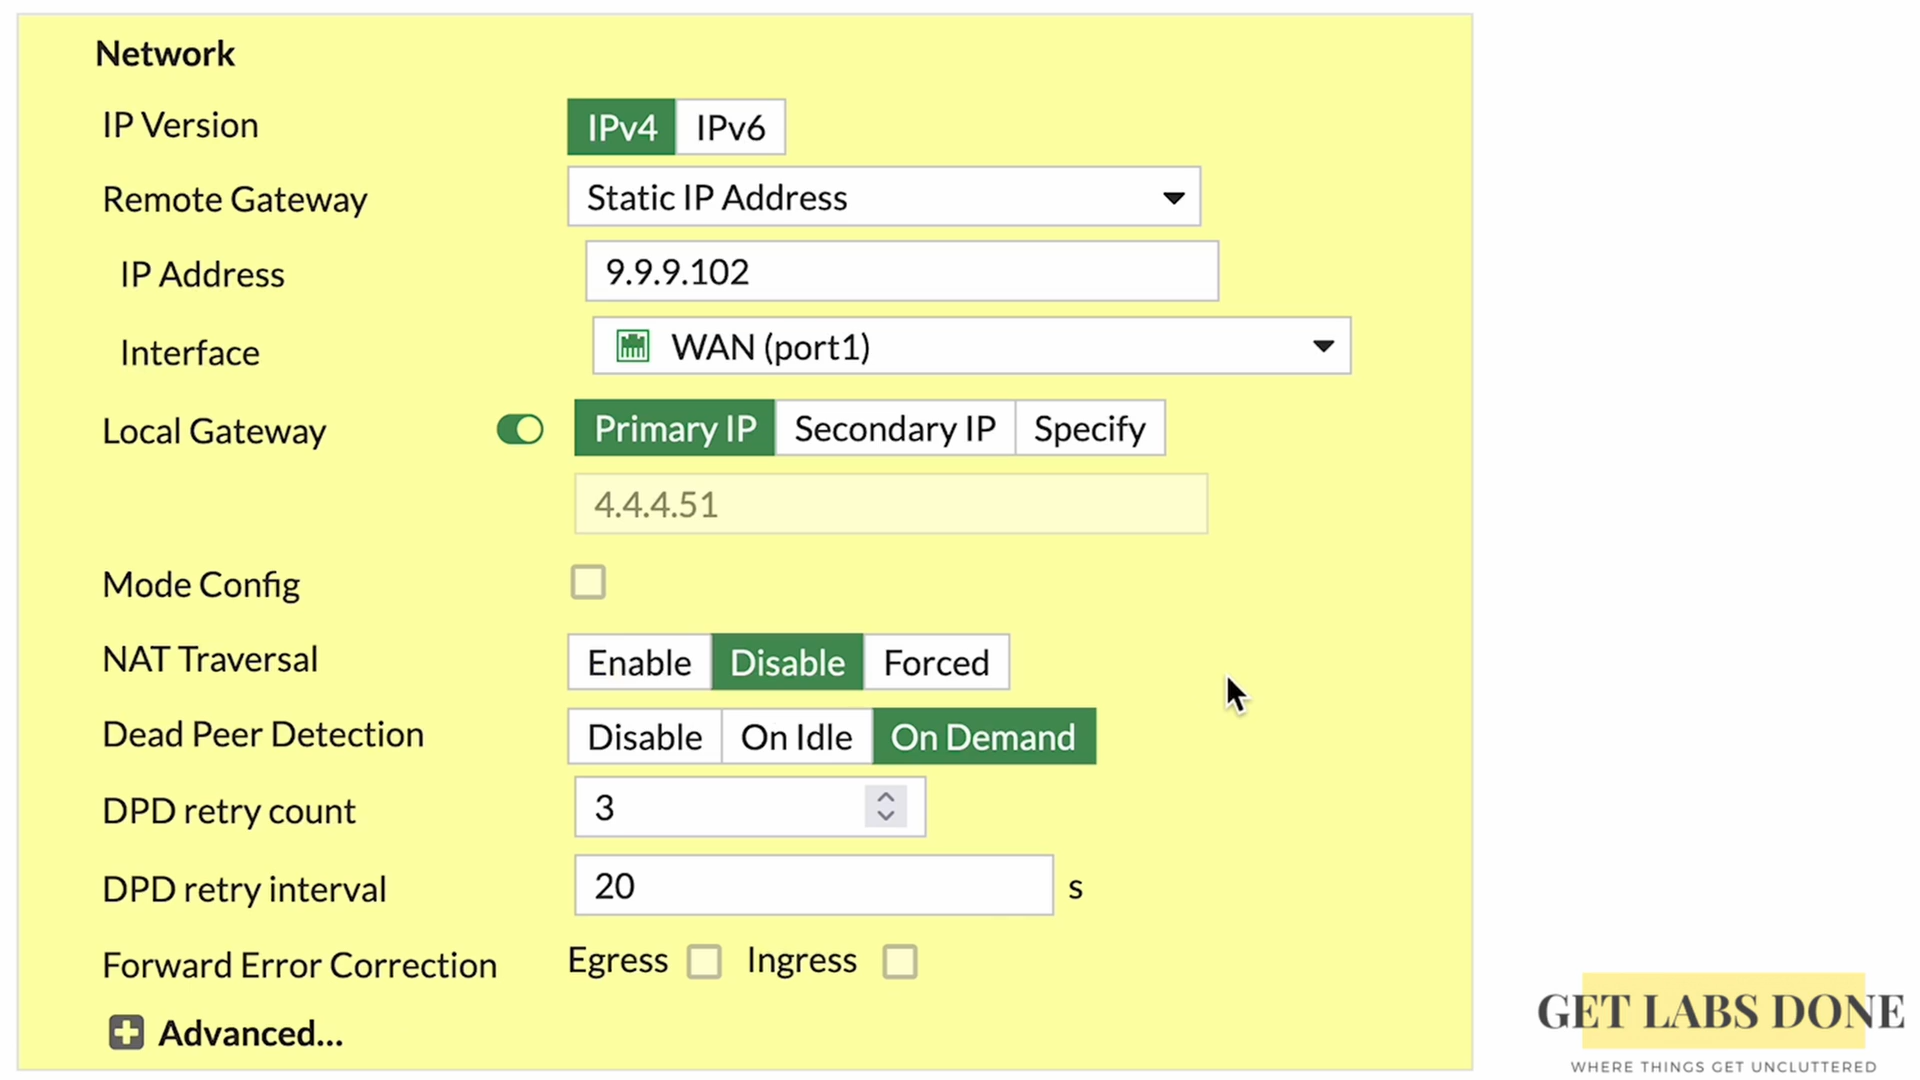 Network
IP Version IPv4 IPv6
Remote Gateway Static IP Address
IP Address 9.9.9.102
Interface WAN (port1)
Local Gateway Primary IP Secondary IP Specify
4.4.4.51
Mode Config
NAT Traversal Enable Disable Forced
Dead Peer Detection Disable On Idle On Demand
DPD retry count 3
DPD retry interval 20 s
Forward Error Correction Egress Ingress
Advanced...
GET LABS DONE
WHERE THINGS GET UNCLUTTERED